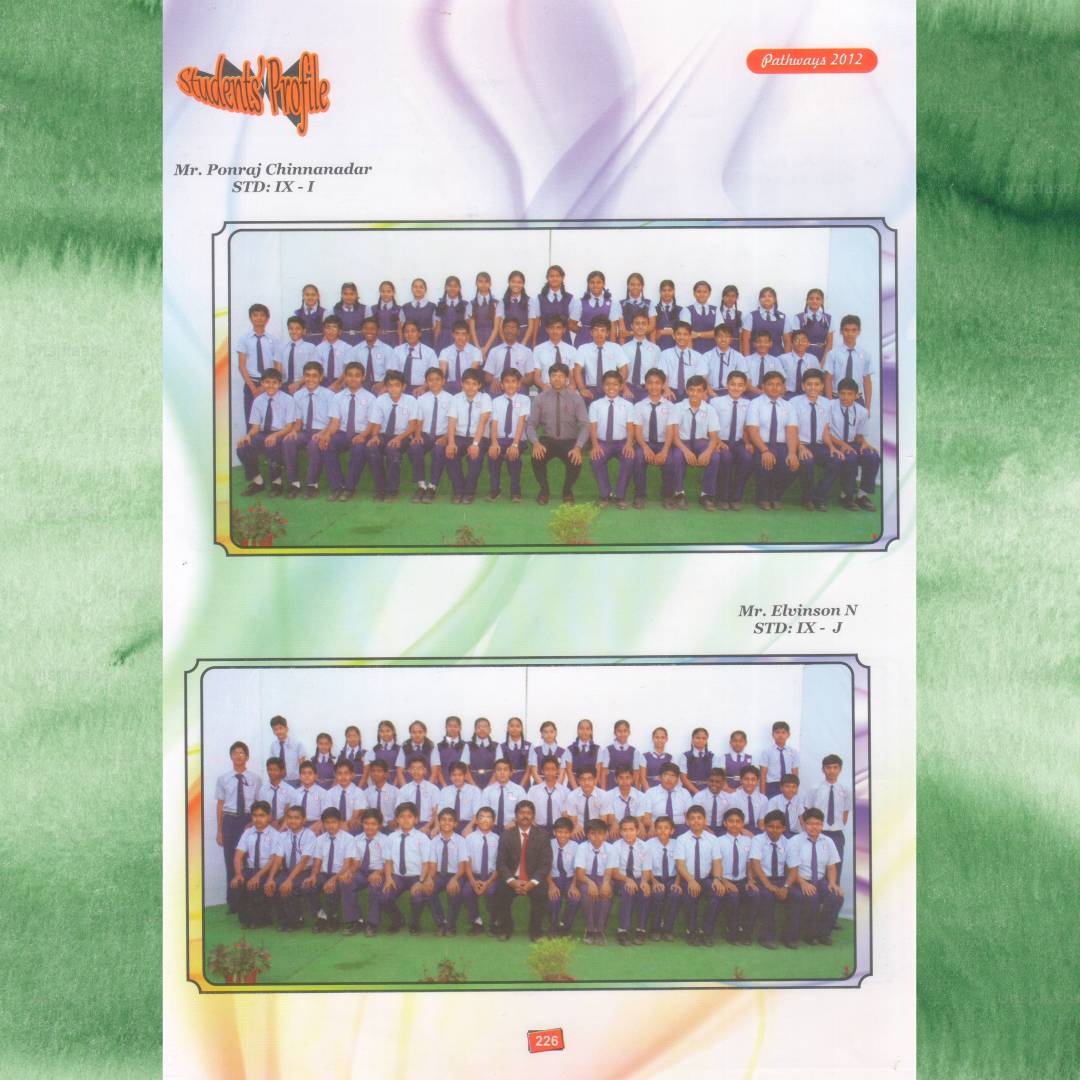 Students' Profile
Pathways 2012
Mr. Ponraj Chinnanadar
STD: IX - I
Mr. Elvinson N
STD: IX - J
226